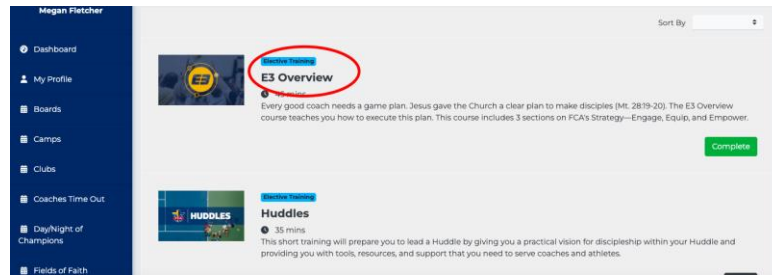 Megan Fletcher
Dashboard
My Profile
Boards
Camps
Clubs
Coaches Time Out
Day/Night of
Champions
Fields of Faith
Sort By
E3
Elective Training
E3 Overview
45 mins
Every good coach needs a game plan. Jesus gave the Church a clear plan to make disciples (Mt. 28:19-20). The E3 Overview
course teaches you how to execute this plan. This course includes 3 sections on FCA's Strategy—Engage, Equip, and Empower.
Complete
HUDDLES
Elective Training
Huddles
35 mins
This short training will prepare you to lead a Huddle by giving you a practical vision for discipleship within your Huddle and
providing you with tools, resources, and support that you need to serve coaches and athletes.